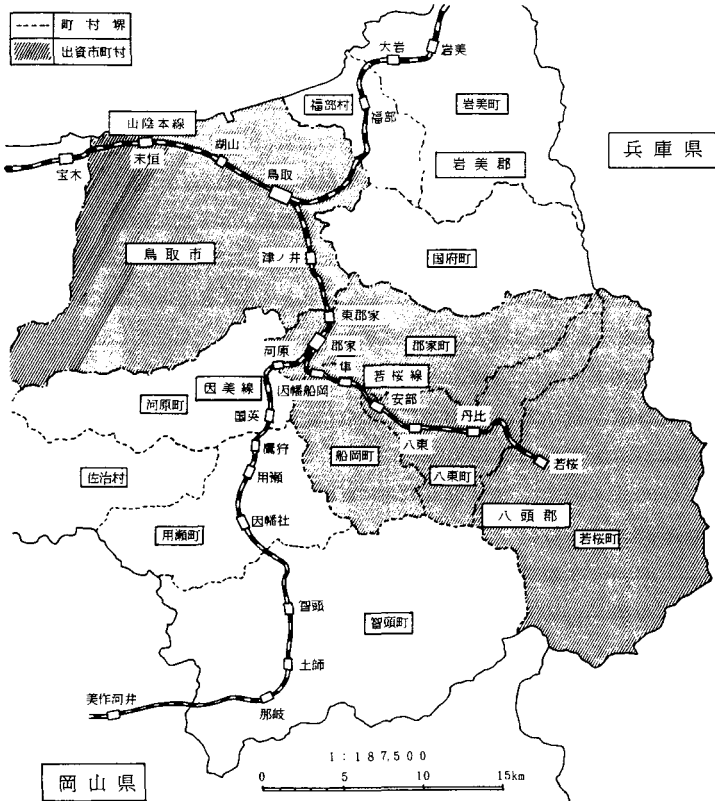 町村堺
出資市町村
大岩
岩美
福部村
福部
岩美町
山陰本線
兵庫県
宝木
末恒
湖山
鳥取
岩美郡
鳥取市
津ノ井
国府町
東郡家
郡家
郡家町
河原
隼
因美線
因幡船岡
若桜線
安部
河原町
国英
丹比
八東
鷹狩
船岡町
若桜
佐治村
用瀬
八東町
因幡社
八頭郡
用瀬町
若桜町
智頭
智頭町
土師
美作河井
那岐
1:187,500
岡山県
0 5 10 15km